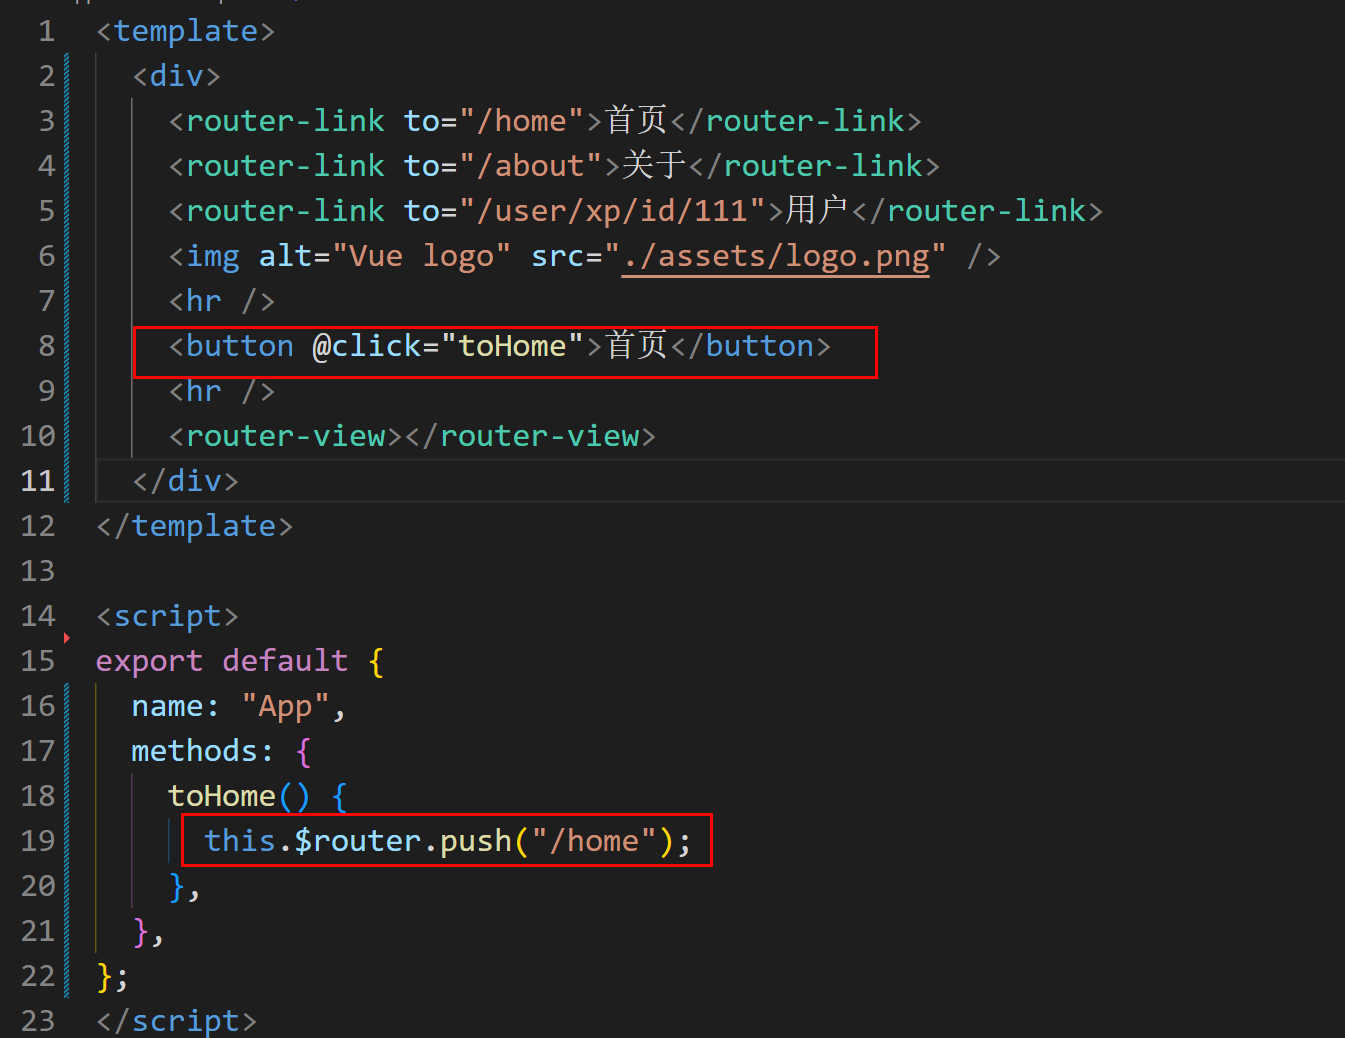 1 <template>
2   <div>
3     <router-link to="/home">首页</router-link>
4     <router-link to="/about">关于</router-link>
5     <router-link to="/user/xp/id/111">用户</router-link>
6     <img alt="Vue logo" src="./assets/logo.png" />
7     <hr />
8     <button @click="toHome">首页</button>
9     <hr />
10     <router-view></router-view>
11   </div>
12 </template>
13
14 <script>
15 export default {
16   name: "App",
17   methods: {
18     toHome() {
19       this.$router.push("/home");
20     },
21   },
22 };
23 </script>